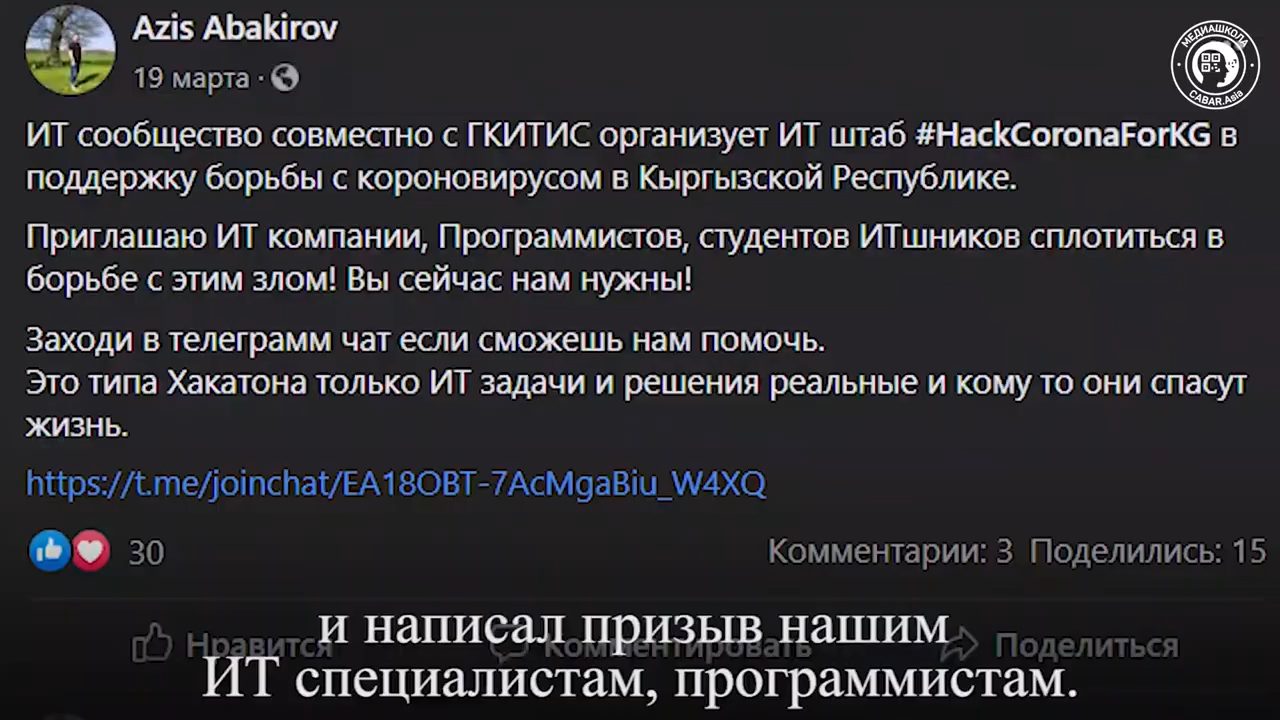 Azis Abakirov
19 марта ·
МЕДИАШКОЛА
CABAR.Asia
ИТ сообщество совместно с ГКИТИС организует ИТ штаб #HackCoronaForKG в
поддержку борьбы с короновирусом в Кыргызской Республике.
Приглашаю ИТ компании, Программистов, студентов ИТшников сплотиться в
борьбе с этим злом! Вы сейчас нам нужны!
Заходи в телеграмм чат если сможешь нам помочь.
Это типа Хакатона только ИТ задачи и решения реальные и кому то они спасут
жизнь.
https://t.me/joinchat/EA18OBT-7AcMgaBiu_W4XQ
30
Комментарии: 3 Поделились: 15
Нравится Комментировать Поделиться
и написал призыв нашим
ИТ специалистам, программистам.